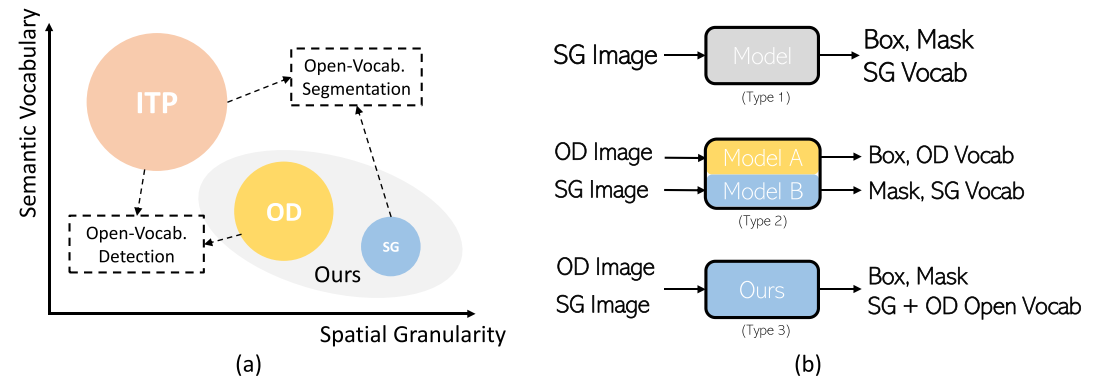 Semantic Vocabulary
ITP
Open-Vocab.
Segmentation
OD
SG
Open-Vocab.
Detection
Ours
Spatial Granularity
(a)
SG Image
Model
Box, Mask
SG Vocab
(Type 1)
OD Image
Model A
Box, OD Vocab
SG Image
Model B
Mask, SG Vocab
(Type 2)
OD Image
SG Image
Ours
Box, Mask
SG + OD Open Vocab
(Type 3)
(b)